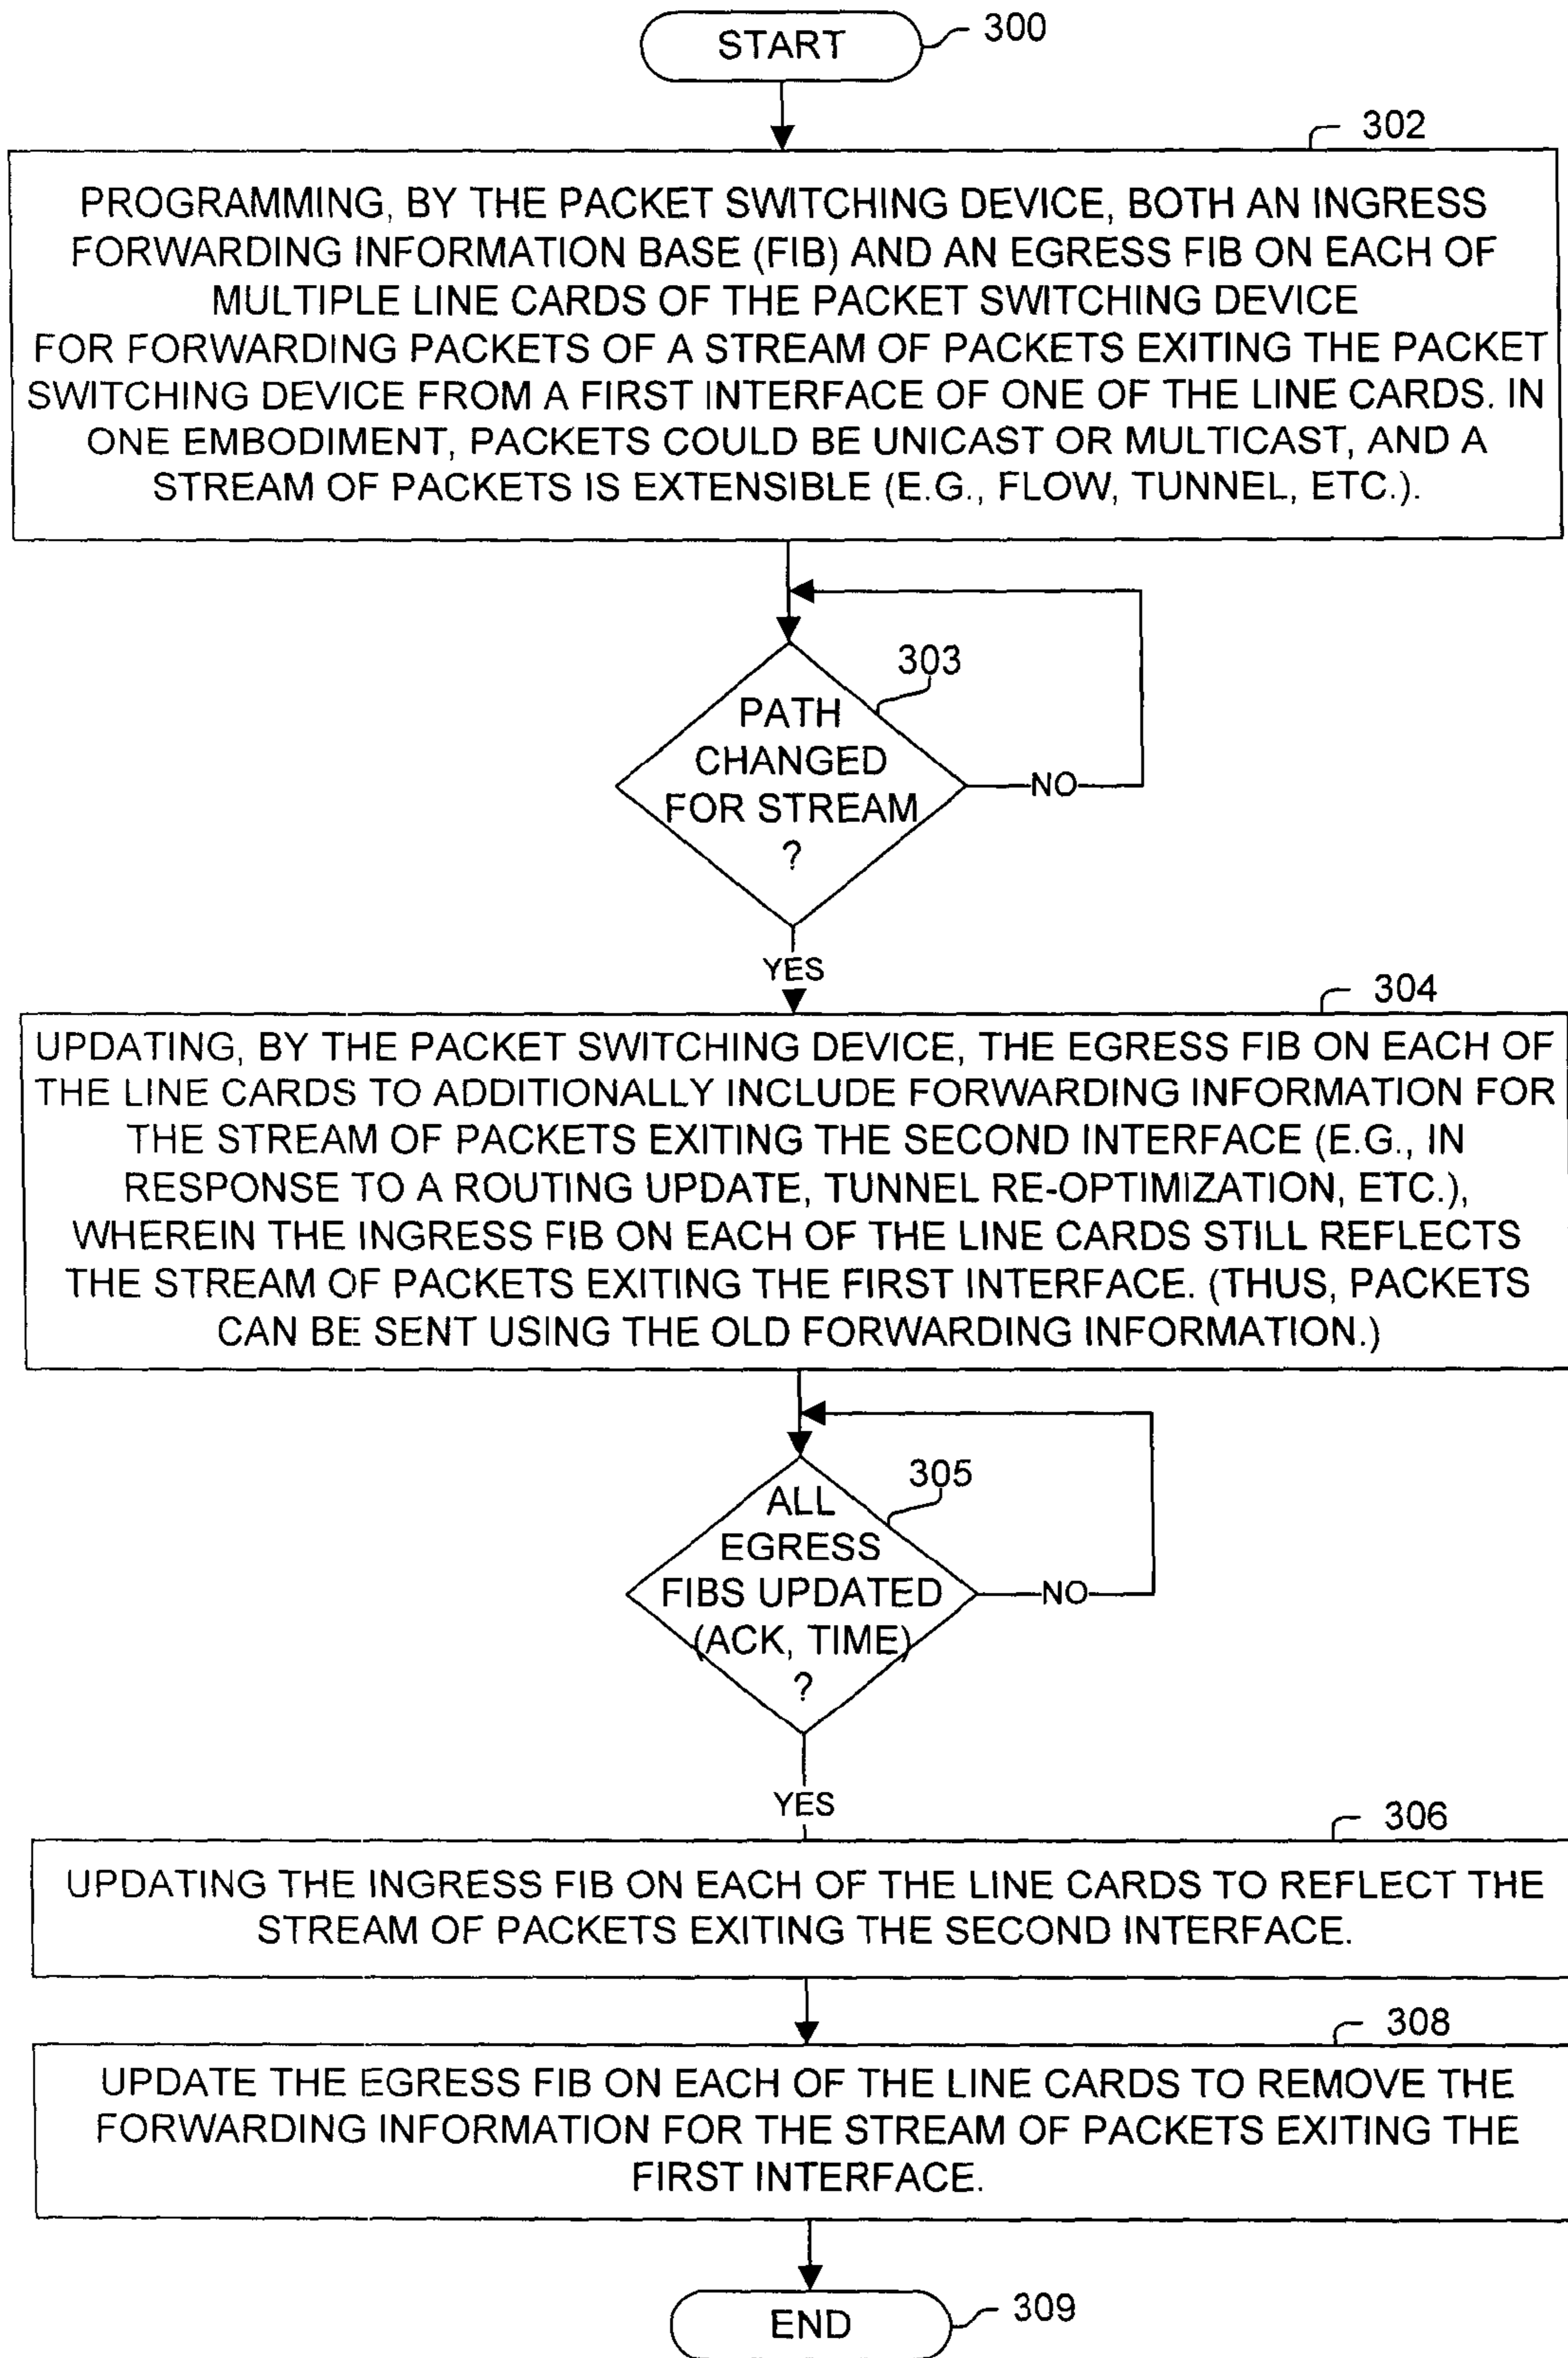 START
300
302
PROGRAMMING, BY THE PACKET SWITCHING DEVICE, BOTH AN INGRESS
FORWARDING INFORMATION BASE (FIB) AND AN EGRESS FIB ON EACH OF
MULTIPLE LINE CARDS OF THE PACKET SWITCHING DEVICE
FOR FORWARDING PACKETS OF A STREAM OF PACKETS EXITING THE PACKET
SWITCHING DEVICE FROM A FIRST INTERFACE OF ONE OF THE LINE CARDS. IN
ONE EMBODIMENT, PACKETS COULD BE UNICAST OR MULTICAST, AND A
STREAM OF PACKETS IS EXTENSIBLE (E.G., FLOW, TUNNEL, ETC.).
303
PATH
CHANGED
FOR STREAM
?
NO
YES
304
UPDATING, BY THE PACKET SWITCHING DEVICE, THE EGRESS FIB ON EACH OF
THE LINE CARDS TO ADDITIONALLY INCLUDE FORWARDING INFORMATION FOR
THE STREAM OF PACKETS EXITING THE SECOND INTERFACE (E.G., IN
RESPONSE TO A ROUTING UPDATE, TUNNEL RE-OPTIMIZATION, ETC.),
WHEREIN THE INGRESS FIB ON EACH OF THE LINE CARDS STILL REFLECTS
THE STREAM OF PACKETS EXITING THE FIRST INTERFACE. (THUS, PACKETS
CAN BE SENT USING THE OLD FORWARDING INFORMATION.)
305
ALL
EGRESS
FIBS UPDATED
(ACK, TIME)
?
NO
YES
306
UPDATING THE INGRESS FIB ON EACH OF THE LINE CARDS TO REFLECT THE
STREAM OF PACKETS EXITING THE SECOND INTERFACE.
308
UPDATE THE EGRESS FIB ON EACH OF THE LINE CARDS TO REMOVE THE
FORWARDING INFORMATION FOR THE STREAM OF PACKETS EXITING THE
FIRST INTERFACE.
END
309